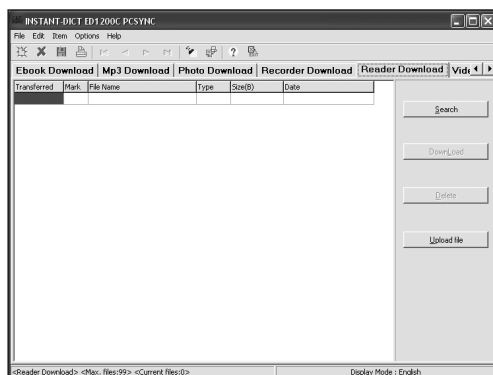 INSTANT-DICT ED1200C PCSYNC
File Edit Item Options Help
Ebook Download Mp3 Download Photo Download Recorder Download Reader Download Vide
Transferred Mark File Name Type Size(B) Date
Search
DownLoad
Delete
Upload file
<Reader Download> <Max. files:99> <Current files:0> Display Mode : English